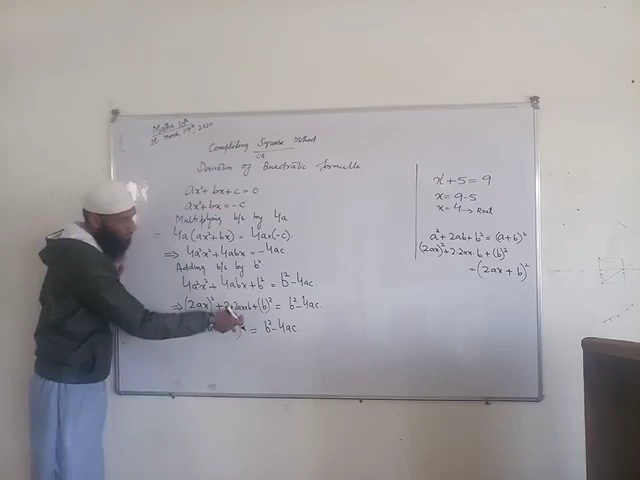 Maths 10th
March 19th, 2020
Completing Square Method
OR
Derivation of Quadratic formula
ax² + bx + c = 0
ax² + bx = -c
Multiplying b/s by 4a
= 4a(ax² + bx) = 4a×(-c)
⇒ 4a²x² + 4abx = -4ac
Adding b/s by b²
4a²x² + 4abx + b² = b² - 4ac
⇒ (2ax)² + 2×2axb + (b)² = b² - 4ac
= b² - 4ac
x + 5 = 9
x = 9-5
x = 4 → Root
a² + 2ab + b² = (a+b)²
(2ax)² + 2.2ax.b + (b)²
= (2ax + b)²